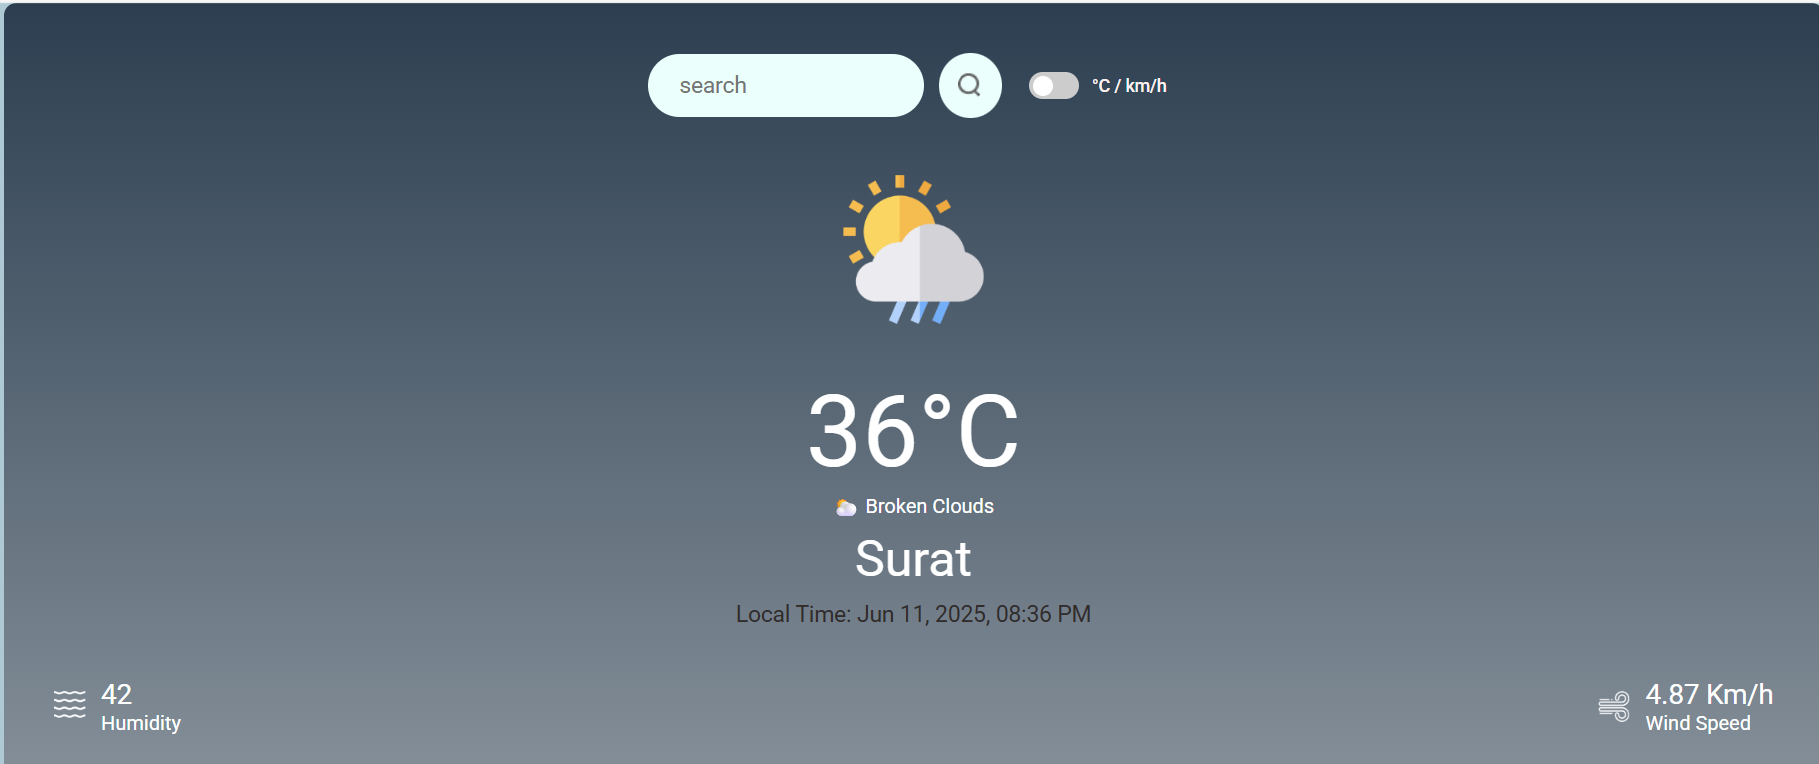 search
°C / km/h
36°C
Broken Clouds
Surat
Local Time: Jun 11, 2025, 08:36 PM
42
Humidity
4.87 Km/h
Wind Speed